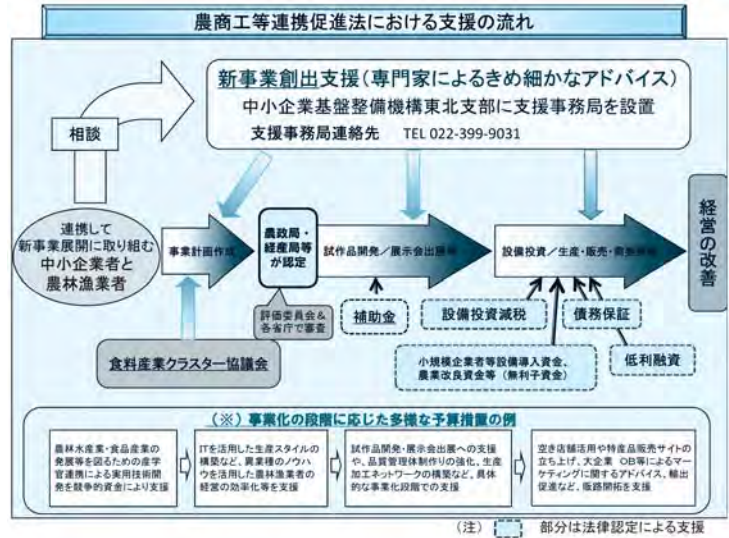 農商工等連携促進法における支援の流れ
新事業創出支援(専門家によるきめ細かなアドバイス)
中小企業基盤整備機構東北支部に支援事務局を設置
支援事務局連絡先 TEL 022-399-9031
相談
連携して
新事業展開に取り組む
中小企業者と
農林漁業者
事業計画作成
農政局・
経産局等
が認定
試作品開発/展示会出展等
設備投資/生産・販売・需要開拓
経営の改善
評価委員会&
各省庁で審査
食料産業クラスター協議会
補助金
設備投資減税
債務保証
小規模企業者等設備導入資金、
農業改良資金等(無利子資金)
低利融資
(※)事業化の段階に応じた多様な予算措置の例
農林水産業・食品産業の
発展等を図るための産学
官連携による実用技術開
発を競争的資金により支援
ITを活用した生産スタイルの
構築など、異業種のノウハ
ウを活用した農林漁業者の
経営の効率化等を支援
試作品開発・展示会出展への支援
や、品質管理体制作りの強化、生産
加工ネットワークの構築など、具体
的な事業化段階での支援
空き店舗活用や特産品販売サイトの
立ち上げ、大企業 OB等によるマー
ケティングに関するアドバイス、輸出
促進など、販路開拓を支援
(注) 部分は法律認定による支援